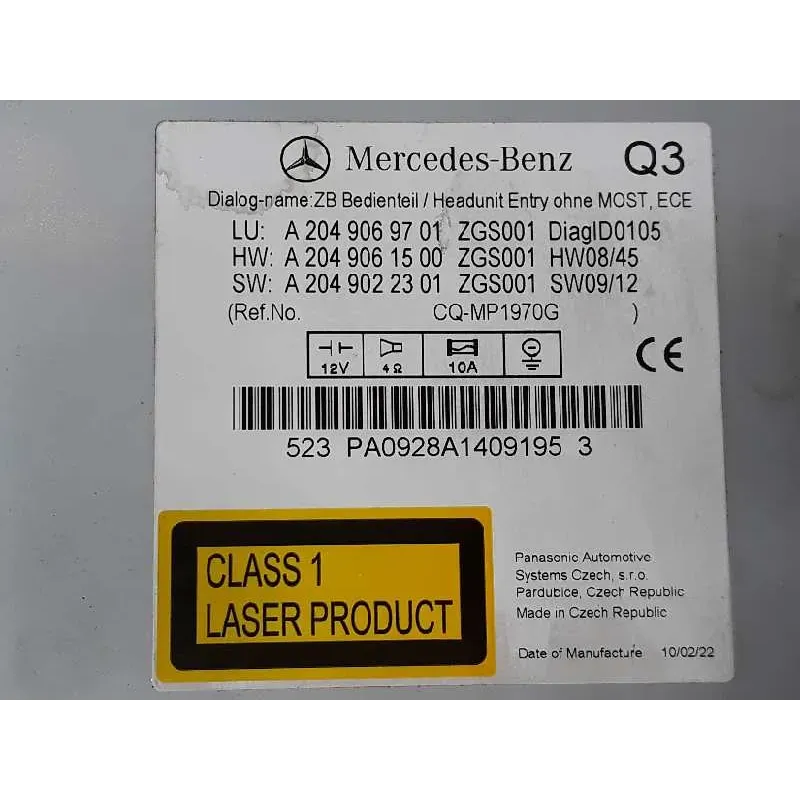 Mercedes-Benz Q3
Dialog-name: ZB Bedienteil / Headunit Entry ohne MOST, ECE
LU: A 204 906 97 01 ZGS001 DiagID0105
HW: A 204 906 15 00 ZGS001 HW08/45
SW: A 204 902 23 01 ZGS001 SW09/12
(Ref.No. CQ-MP1970G )
12V 4Ω 10A
CE
523 PA0928A1409195 3
CLASS 1
LASER PRODUCT
Panasonic Automotive
Systems Czech, s.r.o.
Pardubice, Czech Republic
Made in Czech Republic
Date of Manufacture 10/02/22